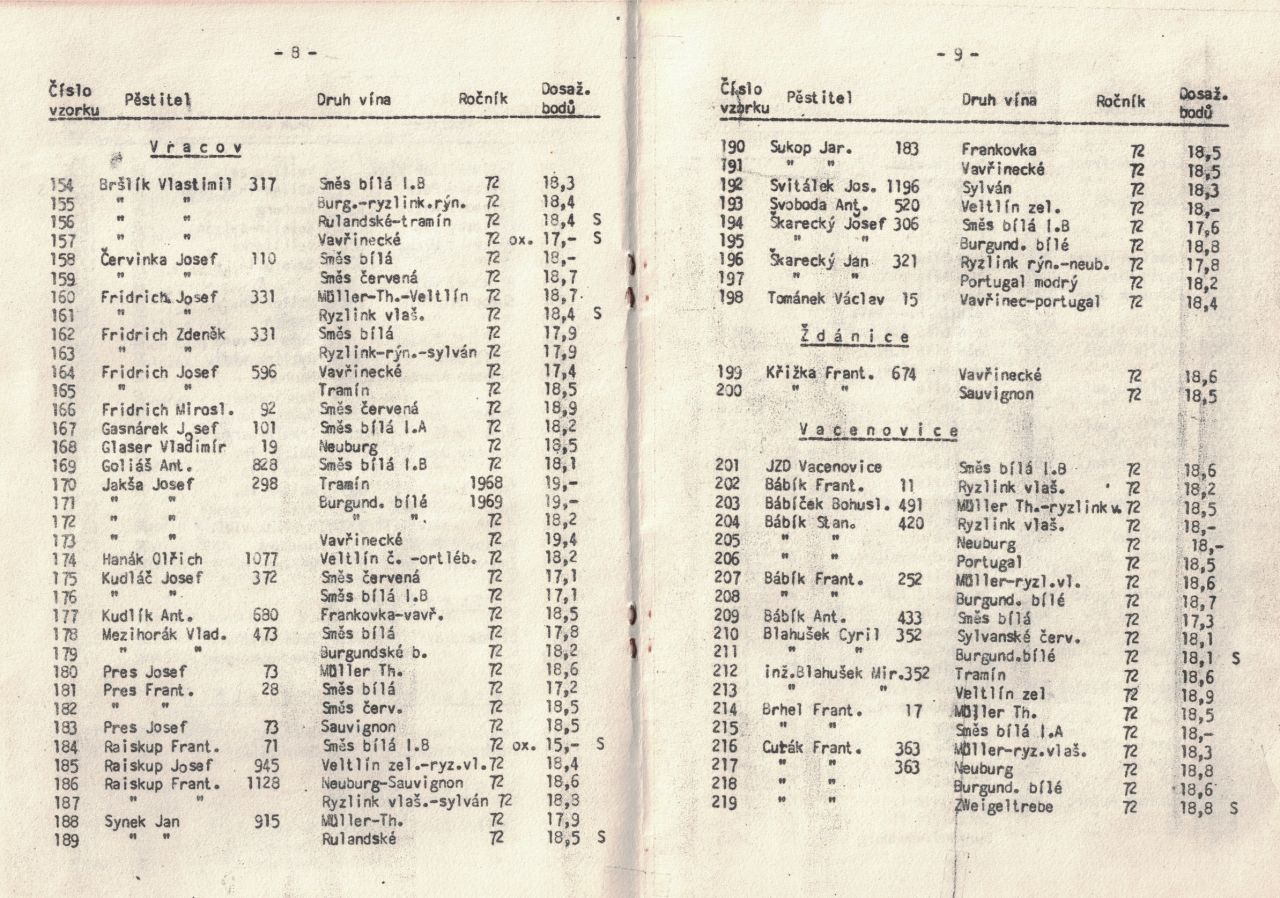 - 8 -
Číslo vzorku Pěstitel Druh vína Ročník Dosaž. bodů
Vracov
154 Bršlík Vlastimil 317 Směs bílá I.B 72 18,3
155 " " Burg.-ryzlink.rýn. 72 18,4
156 " " Rulandské-tramín 72 18,4 S
157 " " Vavřinecké 72 ox. 17,- S
158 Červinka Josef 110 Směs bílá 72 18,-
159 " " Směs červená 72 18,7
160 Fridrich Josef 331 Müller-Th.-Veltlín 72 18,7
161 " " Ryzlink vlaš. 72 18,4 S
162 Fridrich Zdeněk 331 Směs bílá 72 17,9
163 " " Ryzlink-rýn.-sylván 72 17,9
164 Fridrich Josef 596 Vavřinecké 72 17,4
165 " " Tramín 72 18,5
166 Fridrich Mirosl. 92 Směs červená 72 18,9
167 Gasnárek Josef 101 Směs bílá I.A 72 18,2
168 Glaser Vladimír 19 Neuburg 72 18,5
169 Goliáš Ant. 828 Směs bílá I.B 72 18,1
170 Jakša Josef 298 Tramín 1968 19,-
171 " " Burgund. bílé 1969 19,-
172 " " " " 72 18,2
173 " " Vavřinecké 72 19,4
174 Hanák Olřich 1077 Veltlín č. -ortléb. 72 18,2
175 Kudláč Josef 372 Směs červená 72 17,1
176 " " Směs bílá I.B 72 17,1
177 Kudlík Ant. 680 Frankovka-vavř. 72 18,5
178 Mezihorák Vlad. 473 Směs bílá 72 17,8
179 " " Burgundské b. 72 18,2
180 Pres Josef 73 Müller Th. 72 18,6
181 Pres Frant. 28 Směs bílá 72 17,2
182 " " Směs červ. 72 18,5
183 Pres Josef 73 Sauvignon 72 18,5
184 Raiskup Frant. 71 Směs bílá I.B 72 ox. 15,- S
185 Raiskup Josef 945 Veltlín zel.-ryz.vl. 72 18,4
186 Raiskup Frant. 1128 Neuburg-Sauvignon 72 18,6
187 " " Ryzlink vlaš.-sylván 72 18,3
188 Synek Jan 915 Müller-Th. 72 17,9
189 " " Rulandské 72 18,5 S
- 9 -
Číslo vzorku Pěstitel Druh vína Ročník Dosaž. bodů
190 Sukop Jar. 183 Frankovka 72 18,5
191 " " Vavřinecké 72 18,5
192 Svitálek Jos. 1196 Sylván 72 18,3
193 Svoboda Ant. 520 Veltlín zel. 72 18,-
194 Škarecký Josef 306 Směs bílá I.B 72 17,6
195 " " Burgund. bílé 72 18,8
196 Škarecký Jan 321 Ryzlink rýn.-neub. 72 17,8
197 " " Portugal modrý 72 18,2
198 Tománek Václav 15 Vavřinec-portugal 72 18,4
Ždánice
199 Křižka Frant. 674 Vavřinecké 72 18,6
200 " " Sauvignon 72 18,5
Vacenovice
201 JZD Vacenovice Směs bílá I.B 72 18,6
202 Bábík Frant. 11 Ryzlink vlaš. 72 18,2
203 Bábíček Bohusl. 491 Müller Th.-ryzlink v. 72 18,5
204 Bábík Stan. 420 Ryzlink vlaš. 72 18,-
205 " " Neuburg 72 18,-
206 " " Portugal 72 18,5
207 Bábík Frant. 252 Müller-ryzl.vl. 72 18,6
208 " " Burgund. bílé 72 18,7
209 Bábík Ant. 433 Směs bílá 72 17,3
210 Blahušek Cyril 352 Sylvanské červ. 72 18,1
211 " " Burgund.bílé 72 18,1 S
212 inž.Blahušek Mir.352 Tramín 72 18,6
213 " " Veltlín zel 72 18,9
214 Brhel Frant. 17 Müller Th. 72 18,5
215 " " Směs bílá I.A 72 18,-
216 Cuták Frant. 363 Müller-ryz.vlaš. 72 18,3
217 " " 363 Neuburg 72 18,8
218 " " Burgund. bílé 72 18,6
219 " " ZWeigeltrebe 72 18,8 S